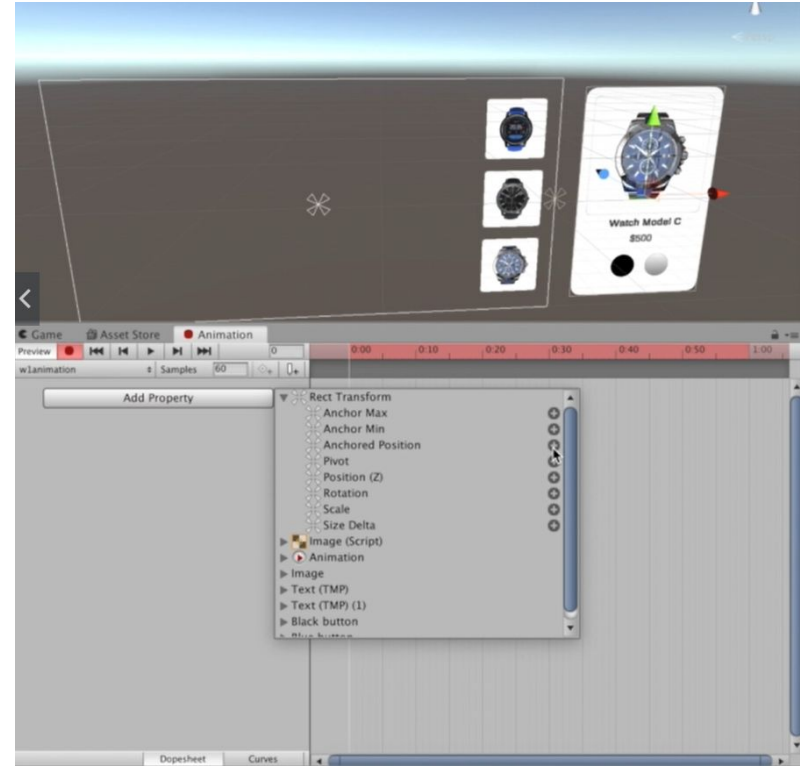 Watch Model C
$500
Game
Asset Store
Animation
Preview
0
0:00
0:10
0:20
0:30
0:40
0:50
1:00
w1animation
Samples
60
Add Property
Rect Transform
Anchor Max
Anchor Min
Anchored Position
Pivot
Position (Z)
Rotation
Scale
Size Delta
Image (Script)
Animation
Image
Text (TMP)
Text (TMP) (1)
Black button
Blue button
Dopesheet
Curves